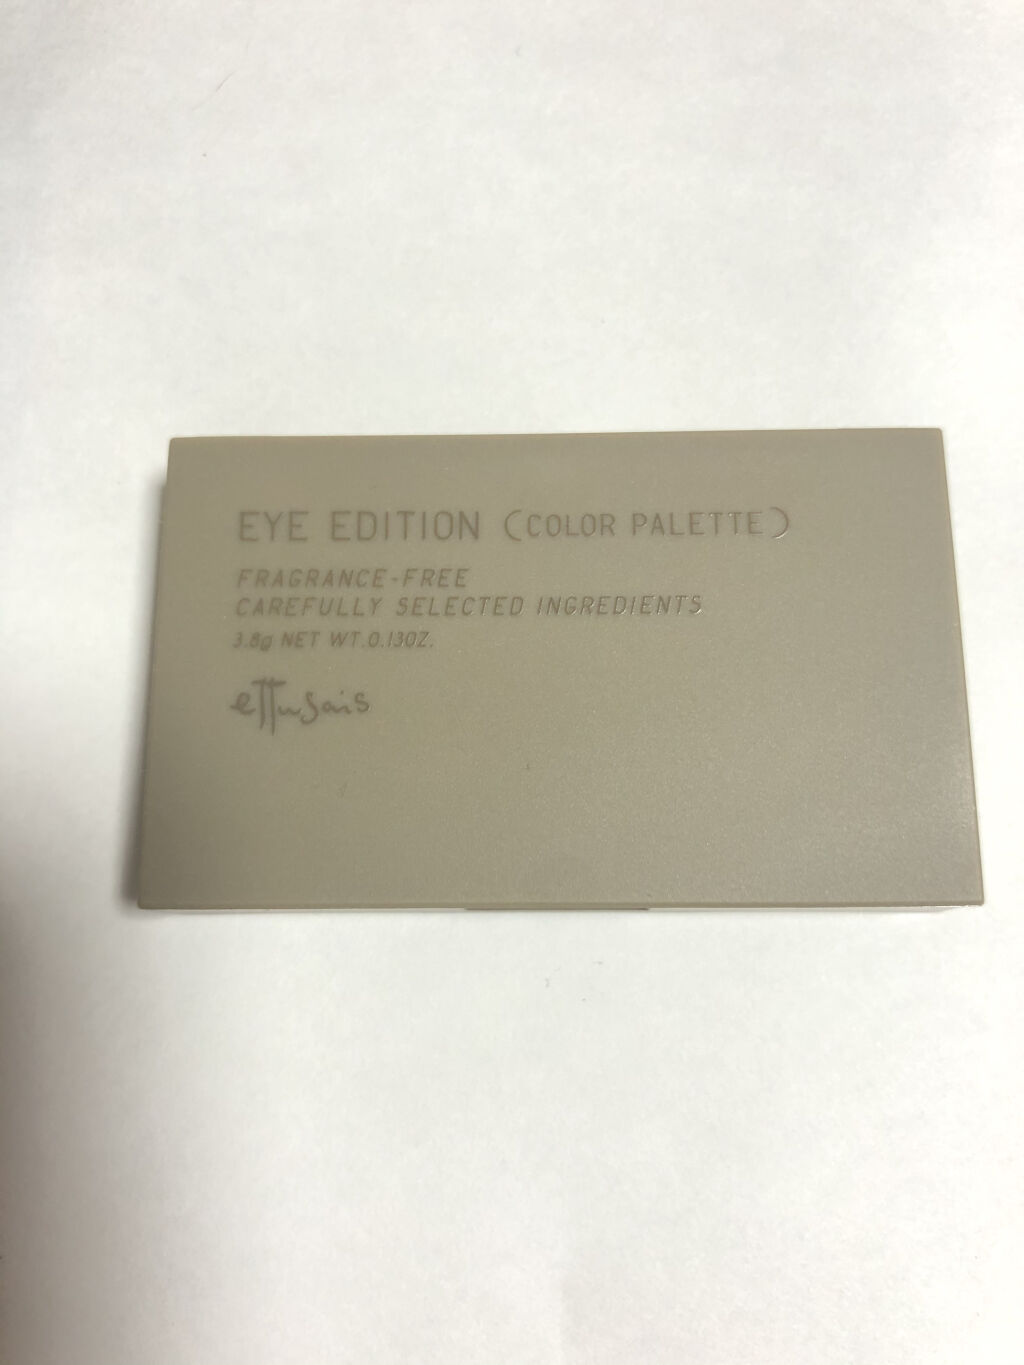 EYE EDITION (COLOR PALETTE)
FRAGRANCE-FREE
CAREFULLY SELECTED INGREDIENTS
3.8g NET WT.0.13OZ.
ettusais